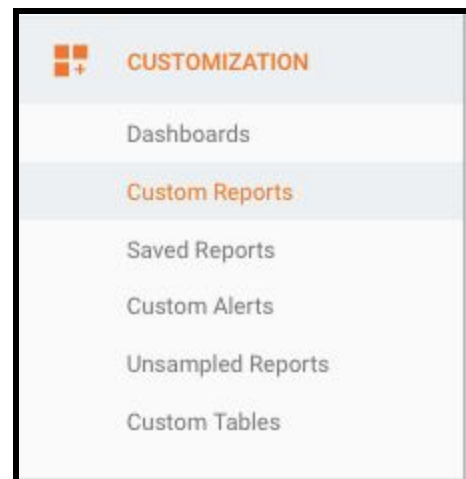 CUSTOMIZATION
Dashboards
Custom Reports
Saved Reports
Custom Alerts
Unsampled Reports
Custom Tables